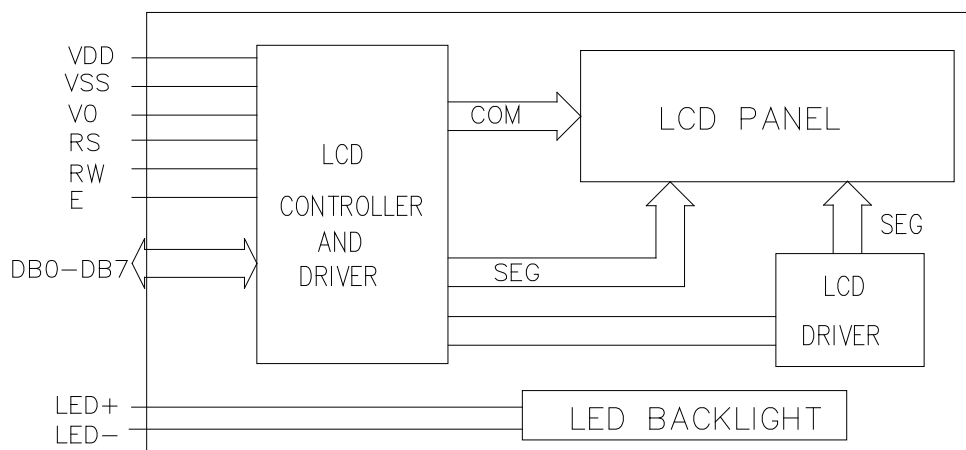 VDD
VSS
V0
RS
RW
E
DB0-DB7
LED+
LED-
LCD
CONTROLLER
AND
DRIVER
COM
SEG
LCD PANEL
SEG
LCD
DRIVER
LED BACKLIGHT